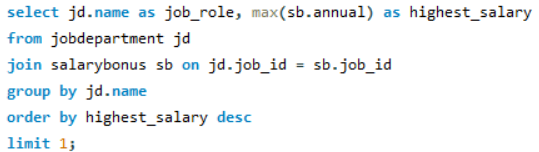 select jd.name as job_role, max(sb.annual) as highest_salary
from jobdepartment jd
join salarybonus sb on jd.job_id = sb.job_id
group by jd.name
order by highest_salary desc
limit 1;